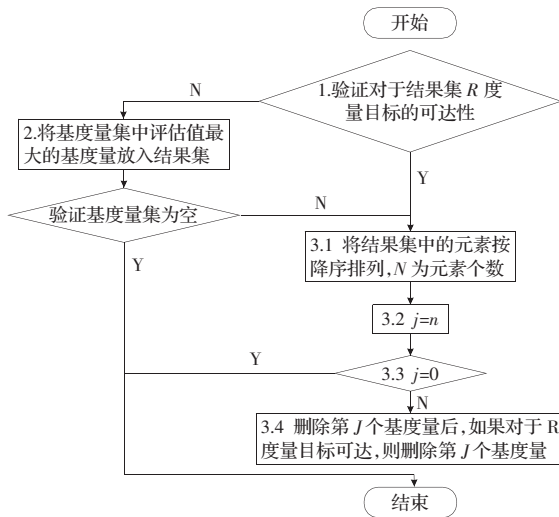 开始
1.验证对于结果集 R 度
量目标的可达性
N
2.将基度量集中评估值最
大的基度量放入结果集
Y
验证基度量集为空
N
3.1 将结果集中的元素按
降序排列,N 为元素个数
Y
3.2 j=n
Y
3.3 j=0
N
3.4 删除第 J 个基度量后,如果对于 R
度量目标可达,则删除第 J 个基度量
结束